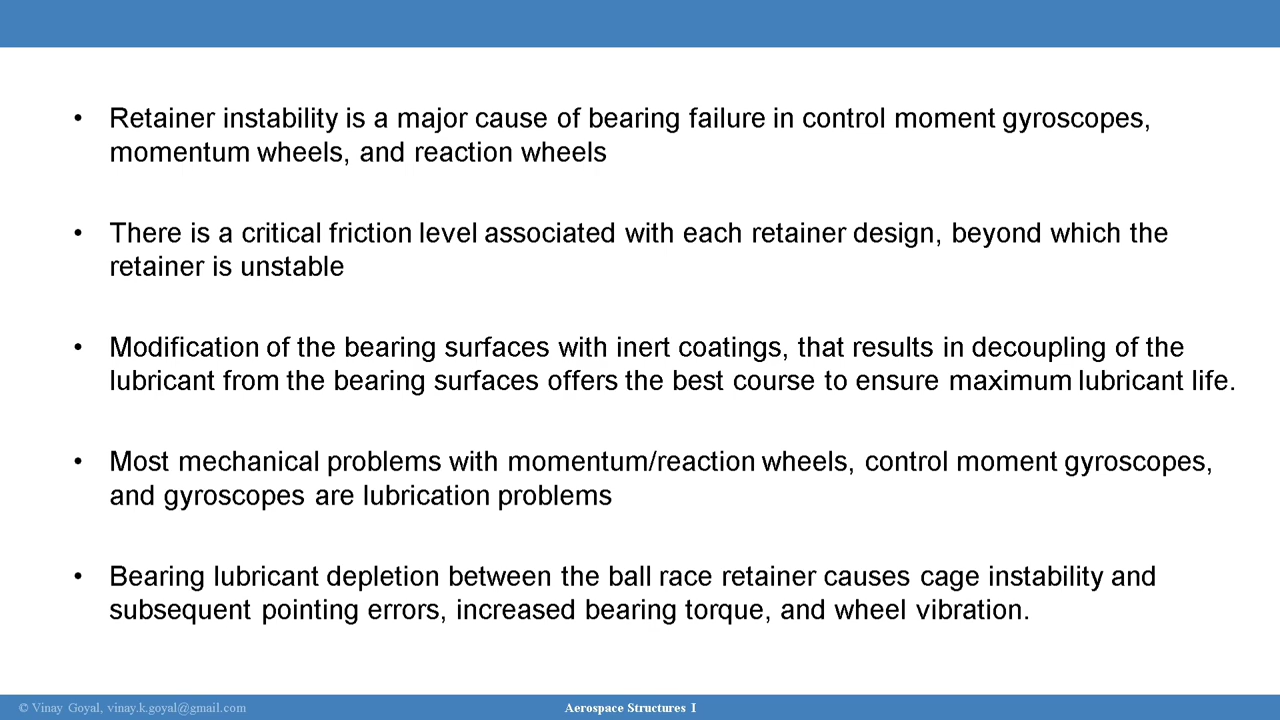 • Retainer instability is a major cause of bearing failure in control moment gyroscopes,
momentum wheels, and reaction wheels
• There is a critical friction level associated with each retainer design, beyond which the
retainer is unstable
• Modification of the bearing surfaces with inert coatings, that results in decoupling of the
lubricant from the bearing surfaces offers the best course to ensure maximum lubricant life.
• Most mechanical problems with momentum/reaction wheels, control moment gyroscopes,
and gyroscopes are lubrication problems
• Bearing lubricant depletion between the ball race retainer causes cage instability and
subsequent pointing errors, increased bearing torque, and wheel vibration.
© Vinay Goyal, vinay.k.goyal@gmail.com
Aerospace Structures I